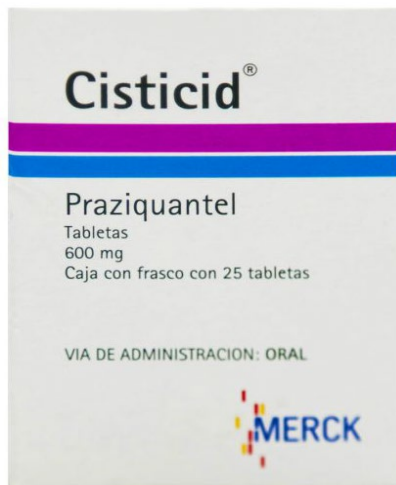 Cisticid®
Praziquantel
Tabletas
600 mg
Caja con frasco con 25 tabletas
VIA DE ADMINISTRACION: ORAL
MERCK